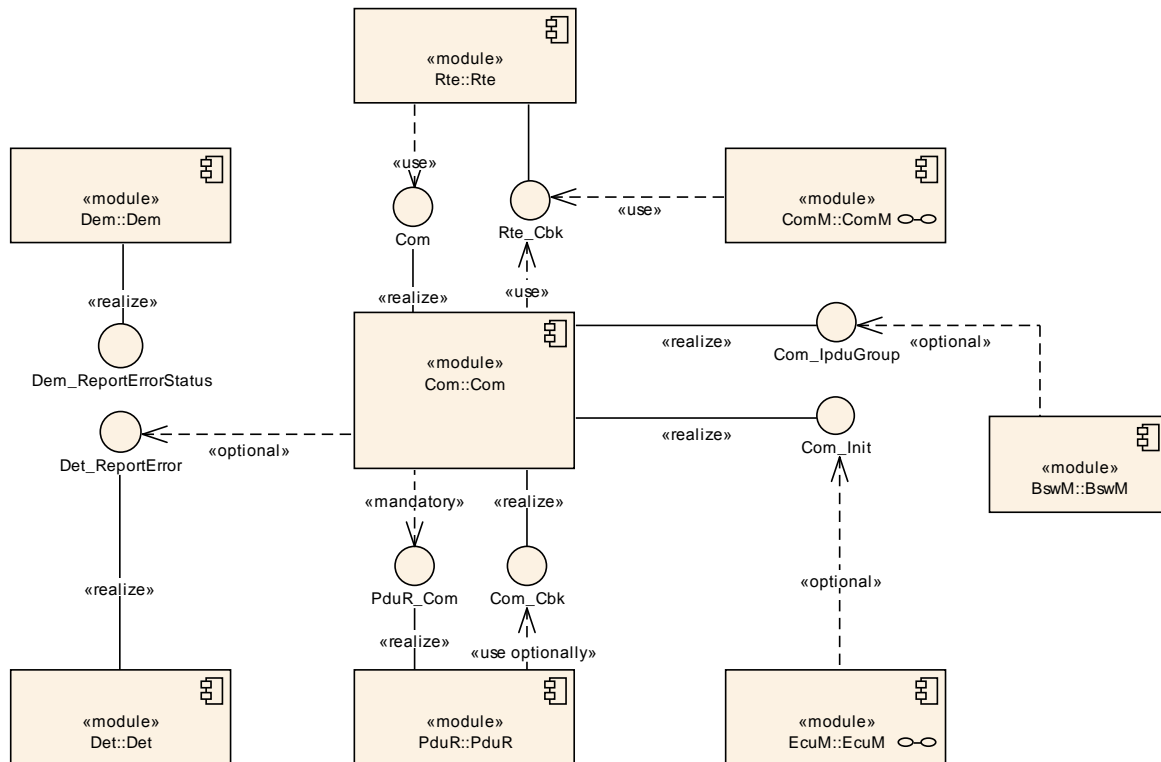 «module»
Rte::Rte
«module»
Dem::Dem
«use»
Com
Rte_Cbk
«use»
«module»
ComM::ComM
«realize»
«realize»
«use»
Dem_ReportErrorStatus
«module»
Com::Com
«realize»
Com_IpduGroup
«optional»
Det_ReportError
«optional»
«realize»
Com_Init
«module»
BswM::BswM
«mandatory»
«realize»
«realize»
PduR_Com
Com_Cbk
«optional»
«realize»
«use optionally»
«module»
Det::Det
«module»
PduR::PduR
«module»
EcuM::EcuM